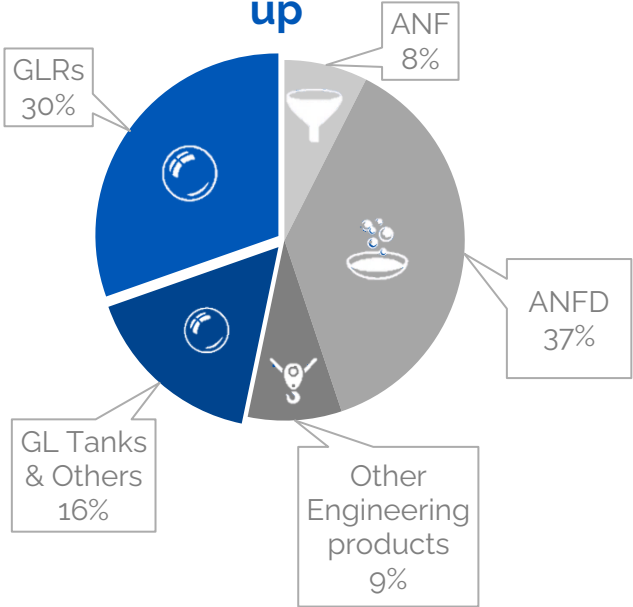 up
ANF
8%
GLRs
30%
ANFD
37%
GL Tanks
& Others
16%
Other
Engineering
products
9%